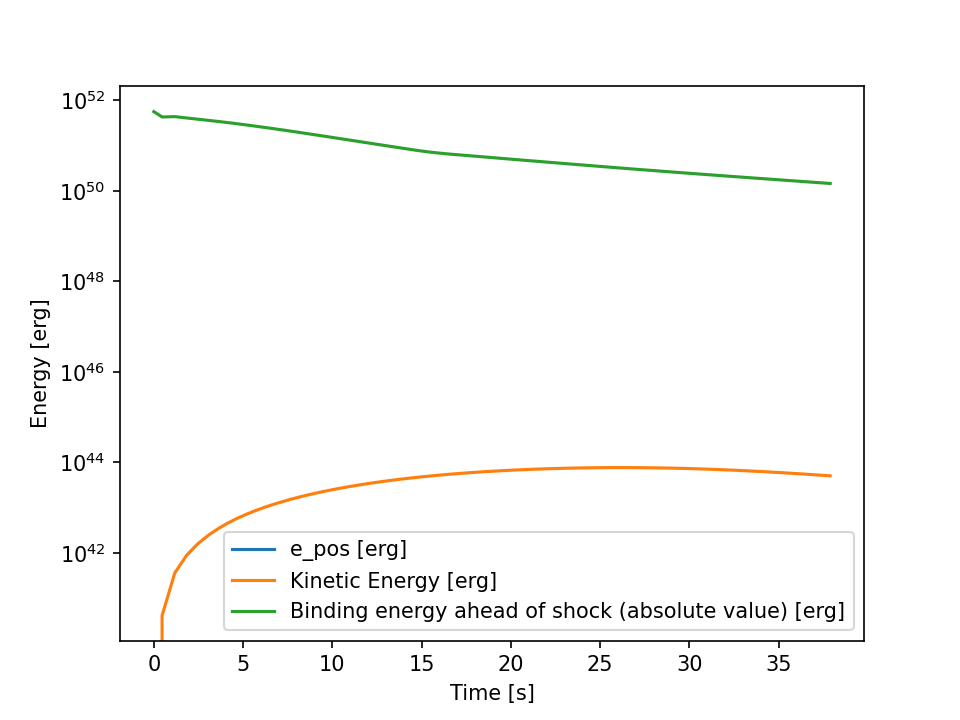 10^52
10^50
10^48
10^46
10^44
10^42
Energy [erg]
e_pos [erg]
Kinetic Energy [erg]
Binding energy ahead of shock (absolute value) [erg]
0 5 10 15 20 25 30 35
Time [s]